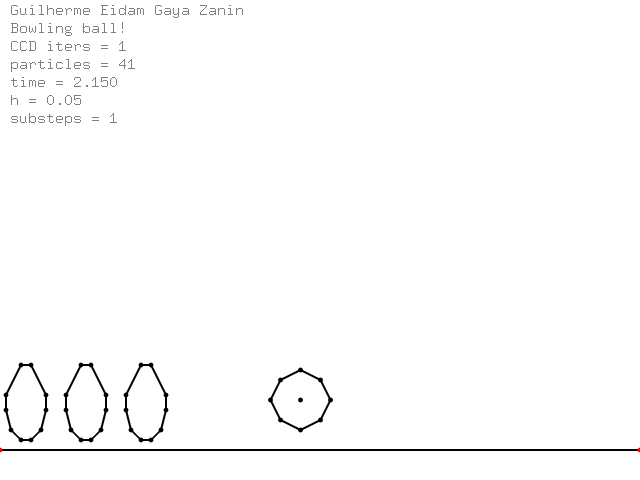 Guilherme Eidam Gaya Zanin
Bowling ball!
CCD iters = 1
particles = 41
time = 2.150
h = 0.05
substeps = 1